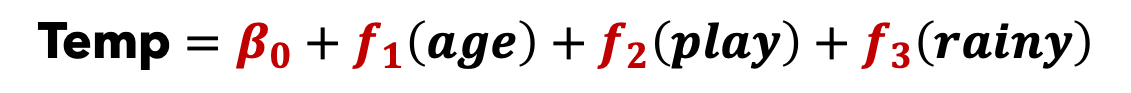 Temp = β₀ + f₁(age) + f₂(play) + f₃(rainy)